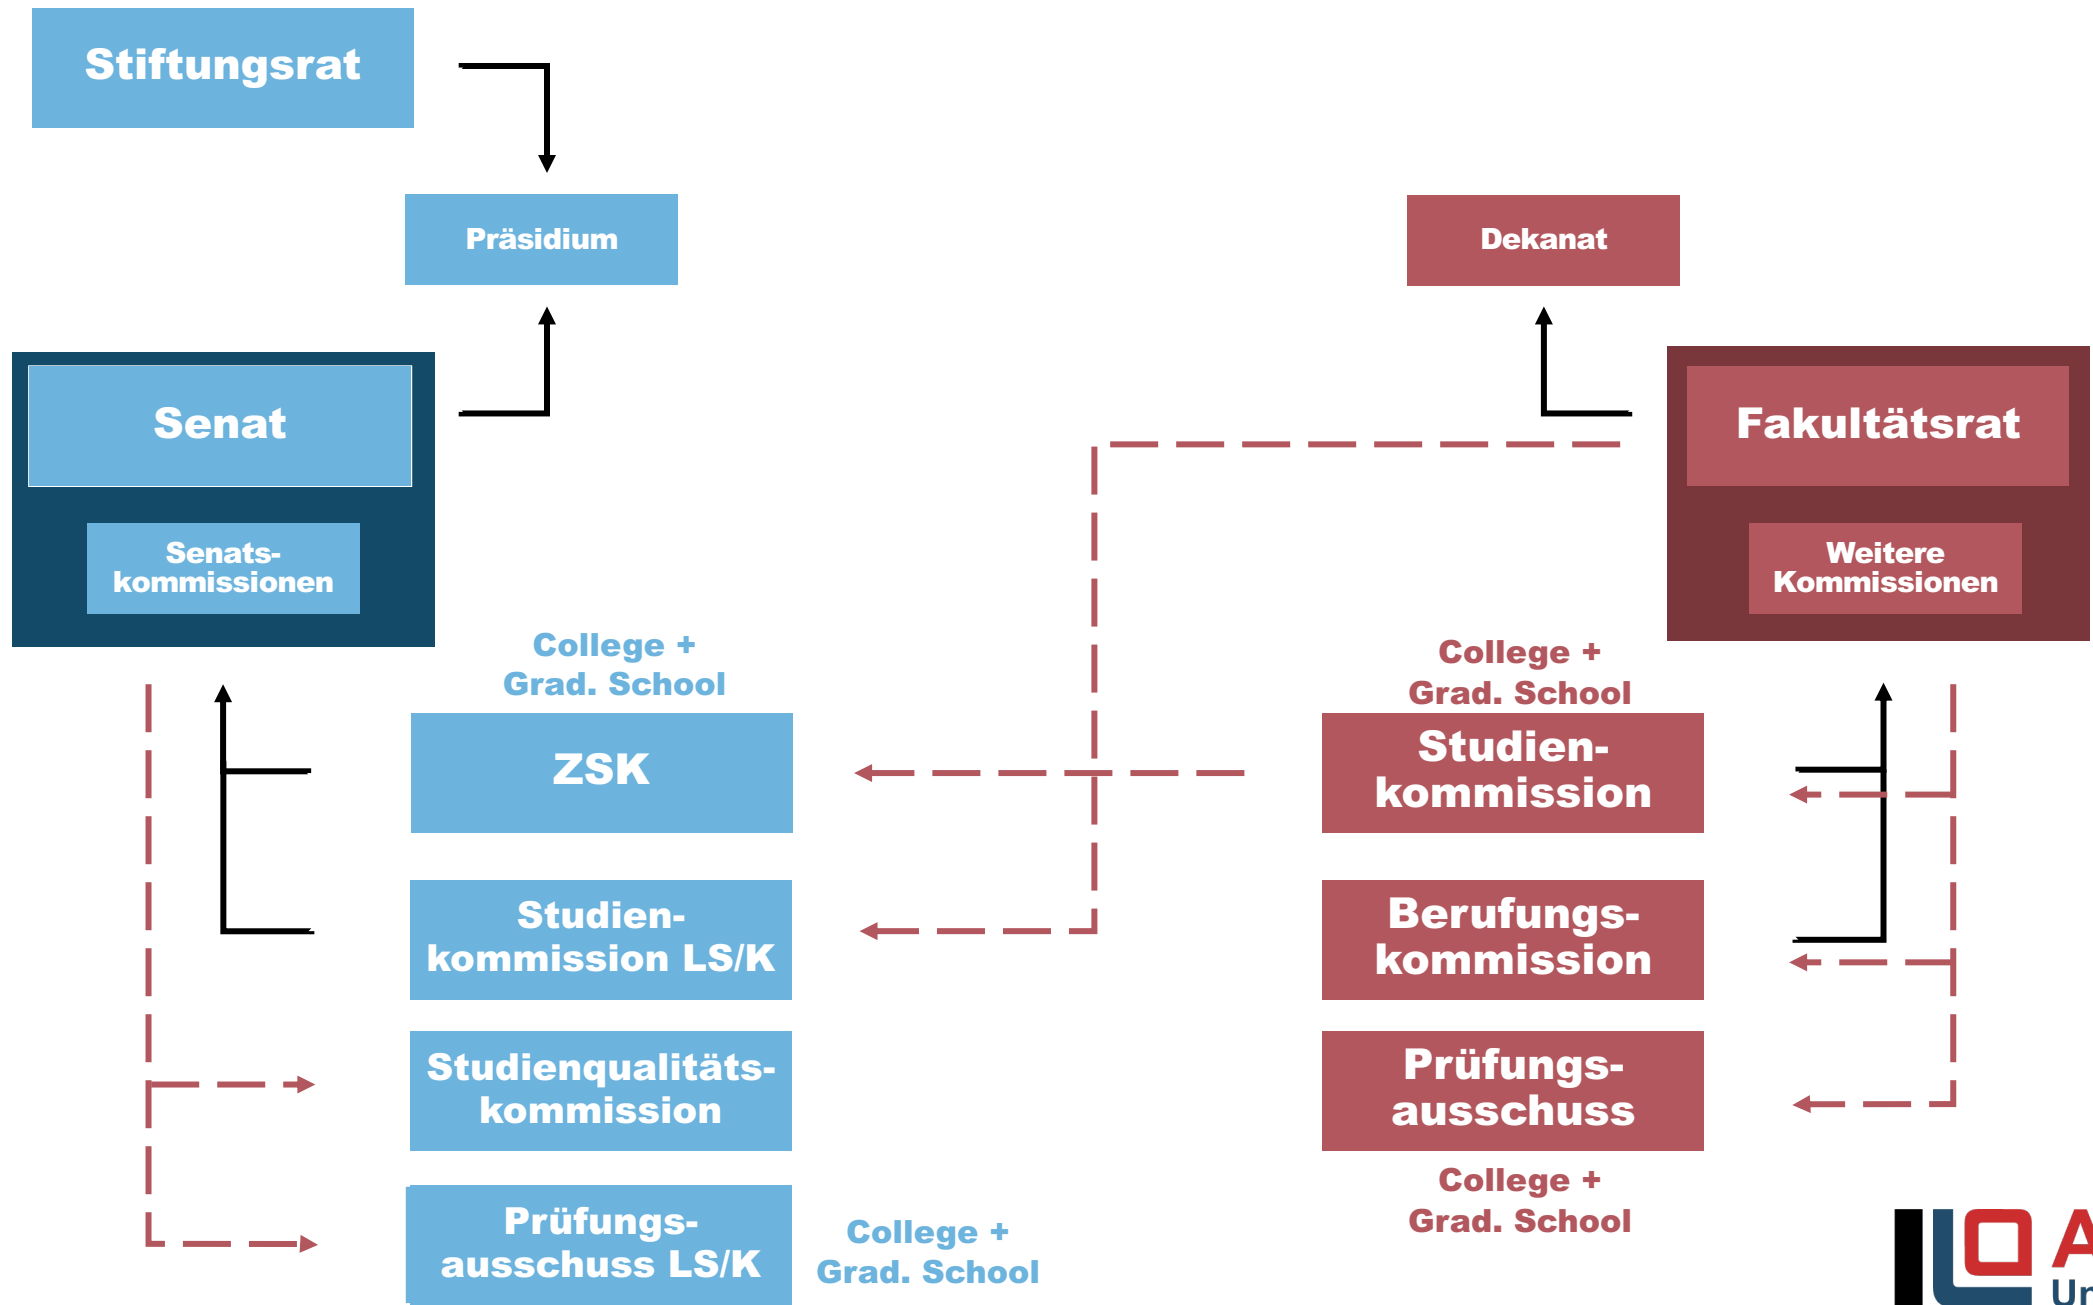 Stiftungsrat
Präsidium
Dekanat
Senat
Fakultätsrat
Senats-
kommissionen
Weitere
Kommissionen
College +
Grad. School
College +
Grad. School
ZSK
Studien-
kommission
Studien-
kommission LS/K
Berufungs-
kommission
Studienqualitäts-
kommission
Prüfungs-
ausschuss
College +
Grad. School
Prüfungs-
ausschuss LS/K
College +
Grad. School